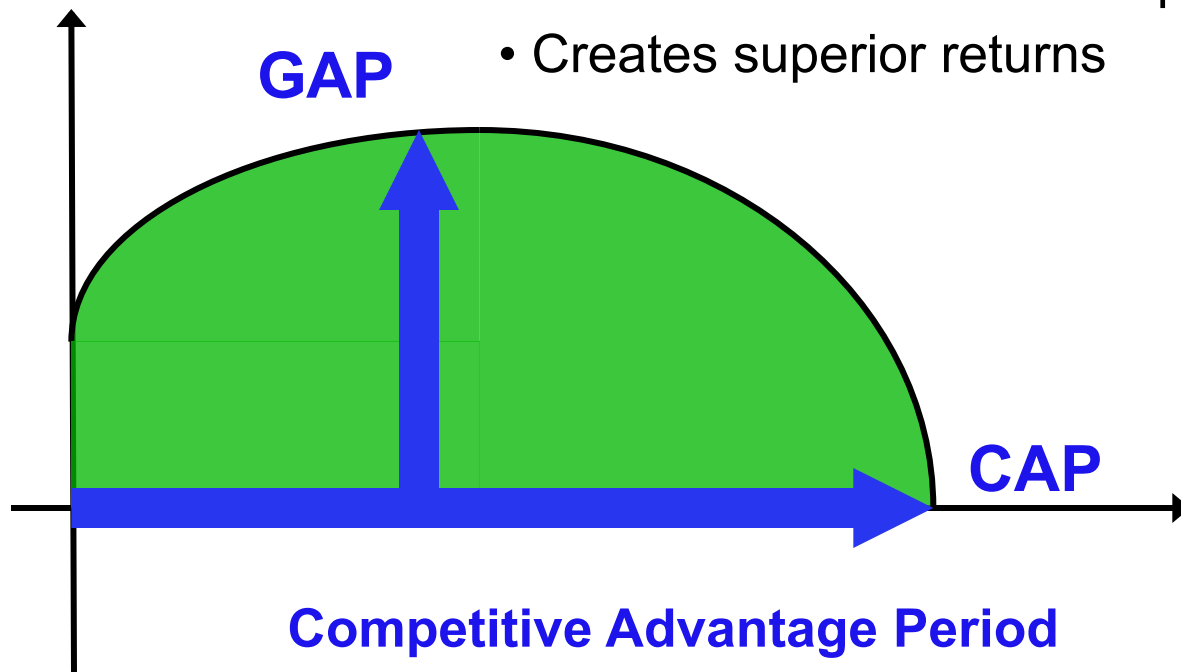 • Creates superior returns
GAP
CAP
Competitive Advantage Period